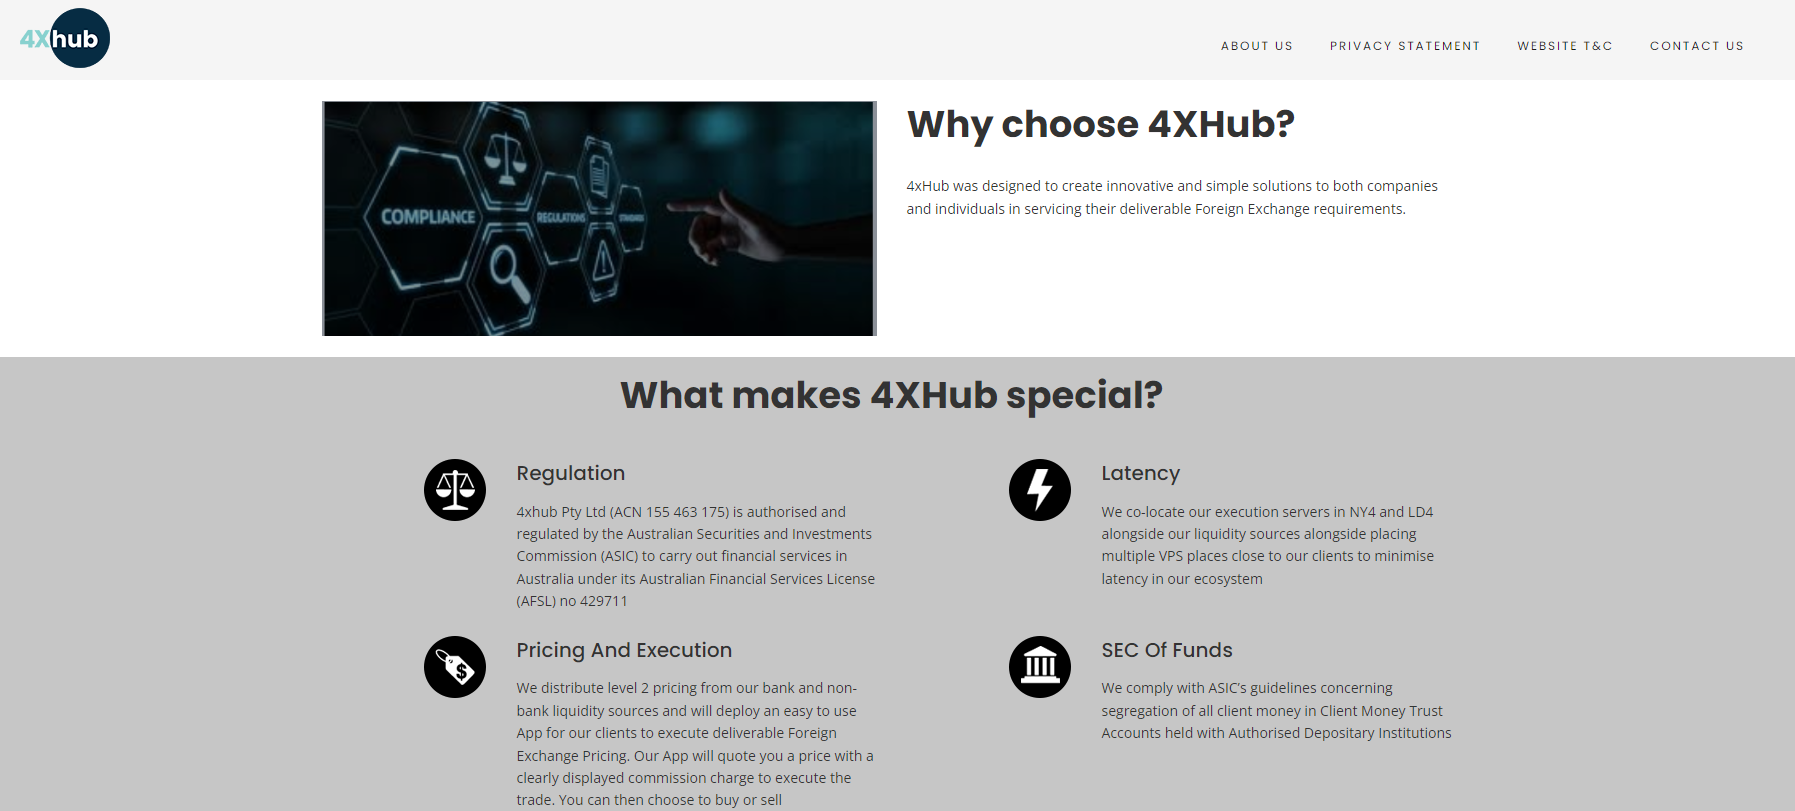 4Xhub
ABOUT US
PRIVACY STATEMENT
WEBSITE T&C
CONTACT US
COMPLIANCE
REGULATIONS
STANDARDS
Why choose 4XHub?
4xHub was designed to create innovative and simple solutions to both companies
and individuals in servicing their deliverable Foreign Exchange requirements.
What makes 4XHub special?
Regulation
4xhub Pty Ltd (ACN 155 463 175) is authorised and
regulated by the Australian Securities and Investments
Commission (ASIC) to carry out financial services in
Australia under its Australian Financial Services License
(AFSL) no 429711
Latency
We co-locate our execution servers in NY4 and LD4
alongside our liquidity sources alongside placing
multiple VPS places close to our clients to minimise
latency in our ecosystem
Pricing And Execution
We distribute level 2 pricing from our bank and non-
bank liquidity sources and will deploy an easy to use
App for our clients to execute deliverable Foreign
Exchange Pricing. Our App will quote you a price with a
clearly displayed commission charge to execute the
trade. You can then choose to buy or sell
SEC Of Funds
We comply with ASIC’s guidelines concerning
segregation of all client money in Client Money Trust
Accounts held with Authorised Depositary Institutions